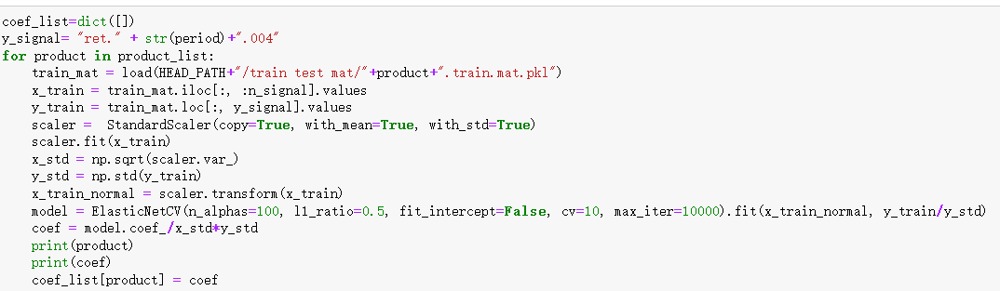 coef_list=dict([])
y_signal= "ret." + str(period)+".004"
for product in product_list:
    train_mat = load(HEAD_PATH+"/train test mat/"+product+".train.mat.pkl")
    x_train = train_mat.iloc[:, :n_signal].values
    y_train = train_mat.loc[:, y_signal].values
    scaler =  StandardScaler(copy=True, with_mean=True, with_std=True)
    scaler.fit(x_train)
    x_std = np.sqrt(scaler.var_)
    y_std = np.std(y_train)
    x_train_normal = scaler.transform(x_train)
    model = ElasticNetCV(n_alphas=100, l1_ratio=0.5, fit_intercept=False, cv=10, max_iter=10000).fit(x_train_normal, y_train/y_std)
    coef = model.coef_/x_std*y_std
    print(product)
    print(coef)
    coef_list[product] = coef